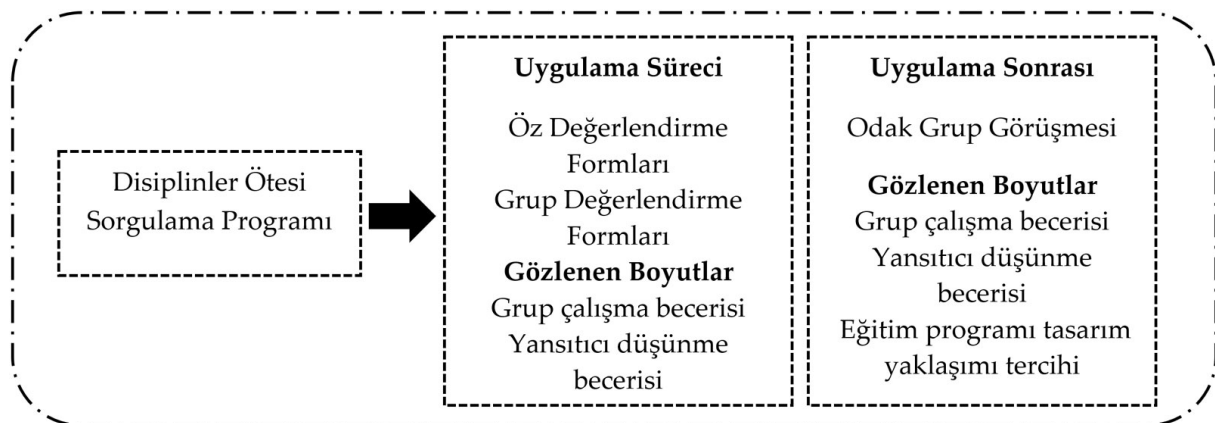 Disiplinler Ötesi
Sorgulama Programı
Uygulama Süreci
Öz Değerlendirme
Formları
Grup Değerlendirme
Formları
Gözlenen Boyutlar
Grup çalışma becerisi
Yansıtıcı düşünme
becerisi
Uygulama Sonrası
Odak Grup Görüşmesi
Gözlenen Boyutlar
Grup çalışma becerisi
Yansıtıcı düşünme
becerisi
Eğitim programı tasarım
yaklaşımı tercihi